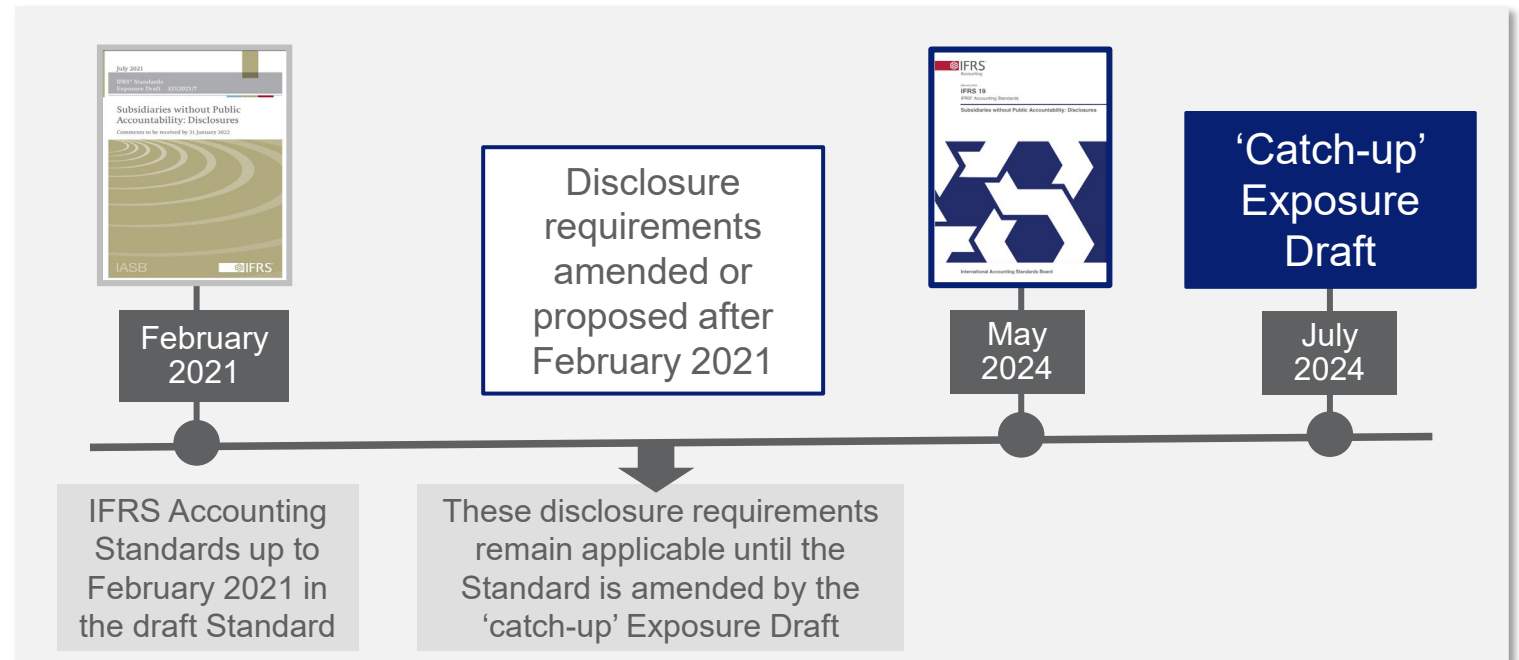 July 2021
IFRS® Standards
Exposure Draft ED/2021/7
Subsidiaries without Public
Accountability: Disclosures
Comments to be received by 31 January 2022
IASB
IFRS
February
2021
IFRS Accounting
Standards up to
February 2021 in
the draft Standard
Disclosure
requirements
amended or
proposed after
February 2021
These disclosure requirements
remain applicable until the
Standard is amended by the
‘catch-up’ Exposure Draft
IFRS
Accounting
IFRS 19
IFRS® Accounting Standards
Subsidiaries without Public Accountability: Disclosures
International Accounting Standards Board
May
2024
‘Catch-up’
Exposure
Draft
July
2024